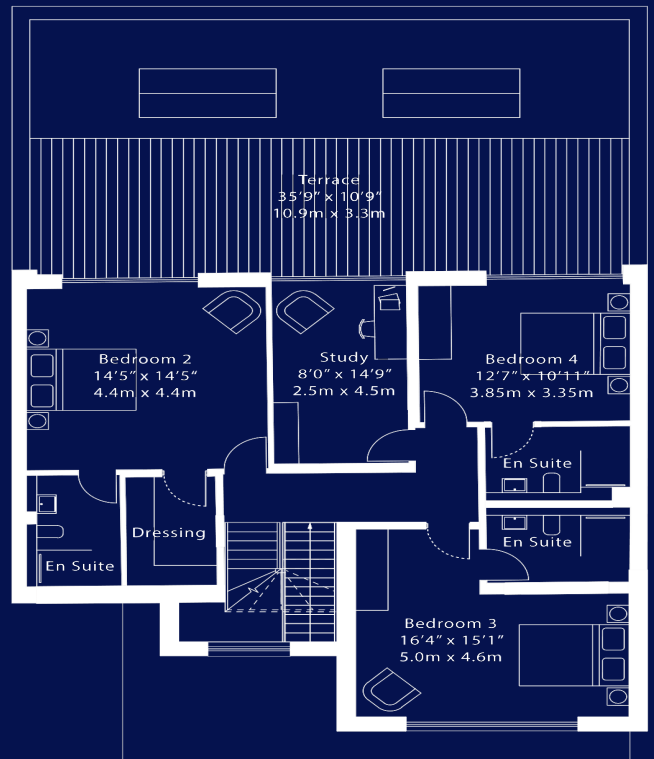 Terrace
35'9" x 10'9"
10.9m x 3.3m
Bedroom 2
14'5" x 14'5"
4.4m x 4.4m
Study
8'0" x 14'9"
2.5m x 4.5m
Bedroom 4
12'7" x 10'11"
3.85m x 3.35m
En Suite
Dressing
En Suite
En Suite
Bedroom 3
16'4" x 15'1"
5.0m x 4.6m